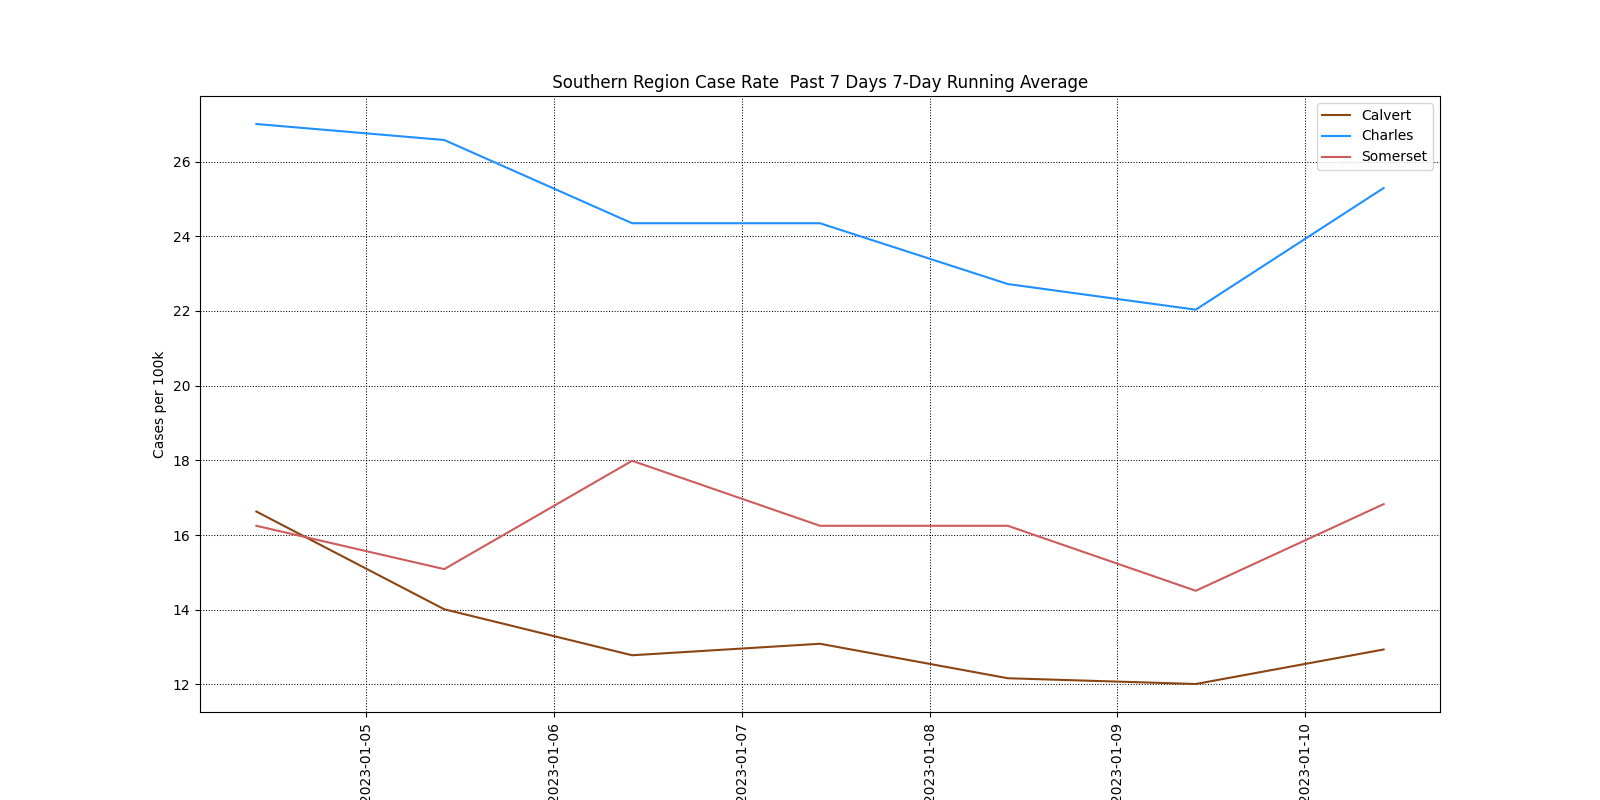 Southern Region Case Rate  Past 7 Days 7-Day Running Average
Calvert
Charles
Somerset
26
24
22
20
18
16
14
12
Cases per 100k
2023-01-05
2023-01-06
2023-01-07
2023-01-08
2023-01-09
2023-01-10